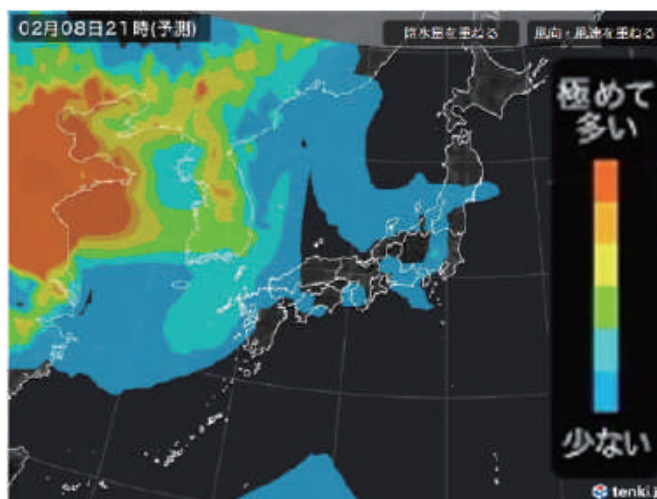 02月08日21時(予測)
降水量を重ねる
風向・風速を重ねる
極めて
多い
少ない
tenki.j